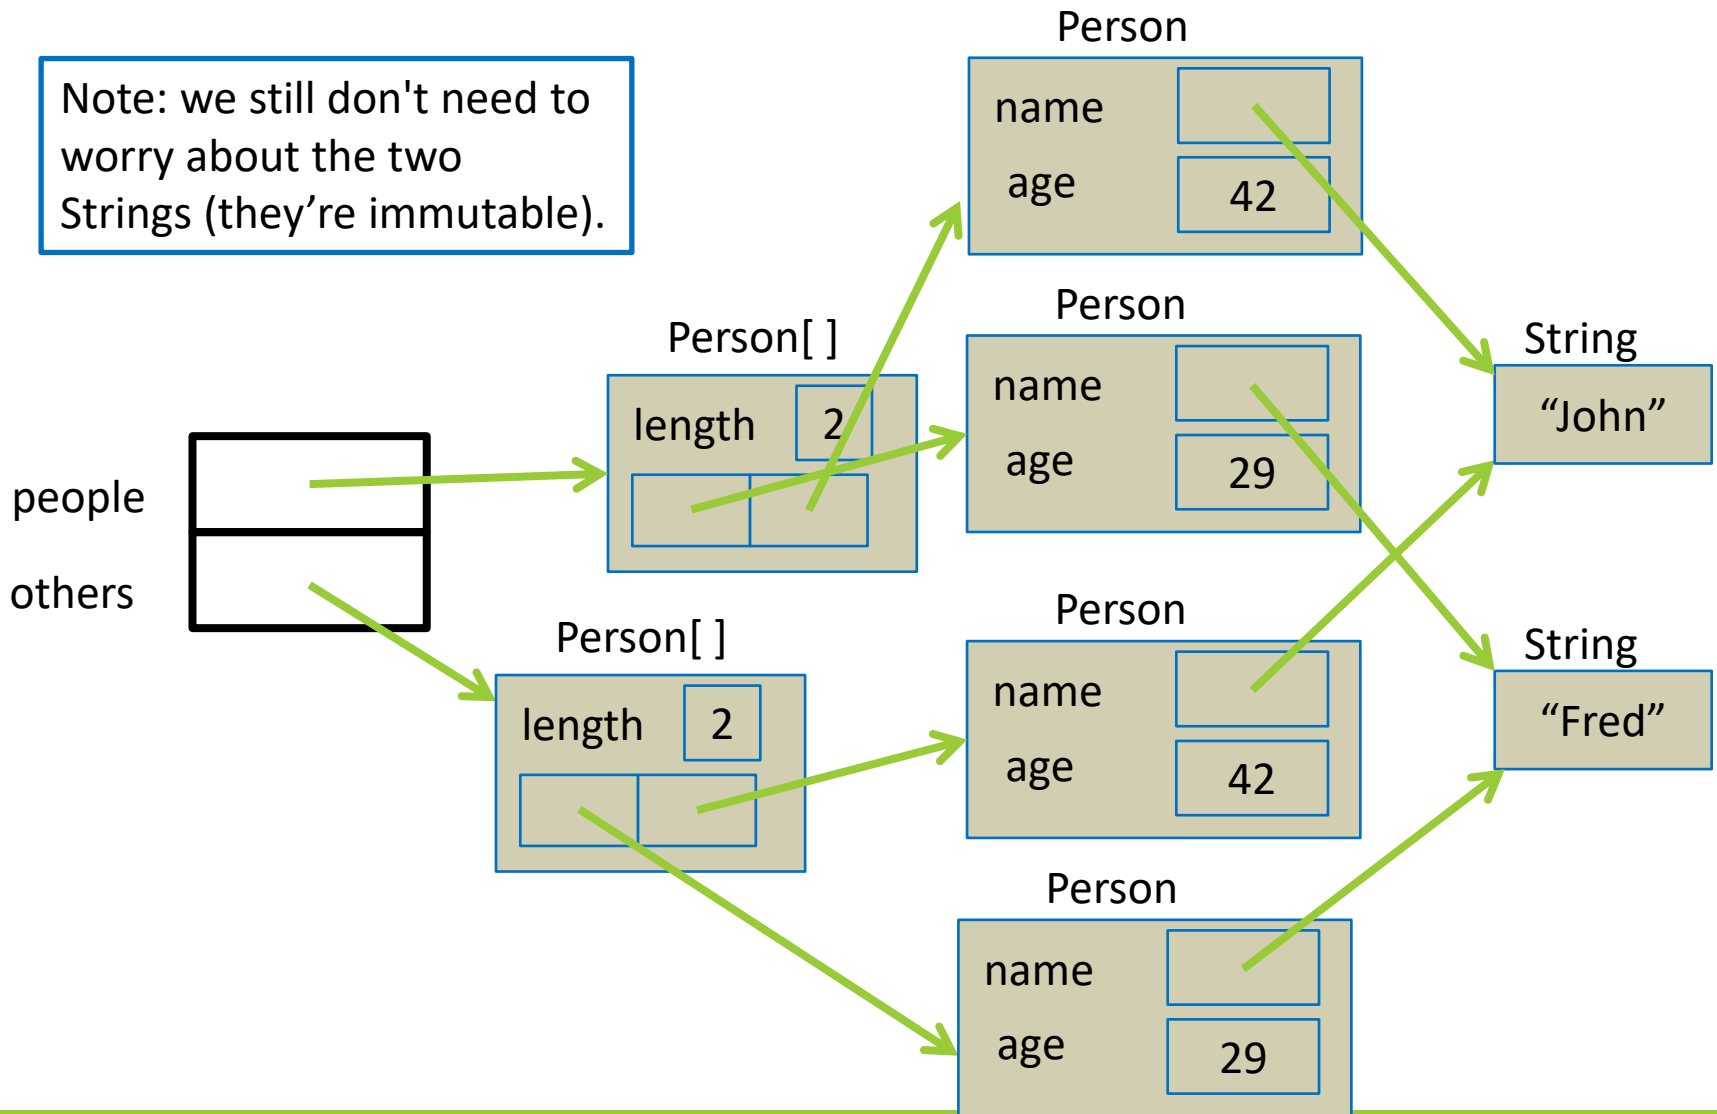 Note: we still don't need to
worry about the two
Strings (they’re immutable).
Person
name
age
42
Person
name
age
29
Person[ ]
length
2
people
others
String
“John”
Person[ ]
length
2
Person
name
age
42
String
“Fred”
Person
name
age
29